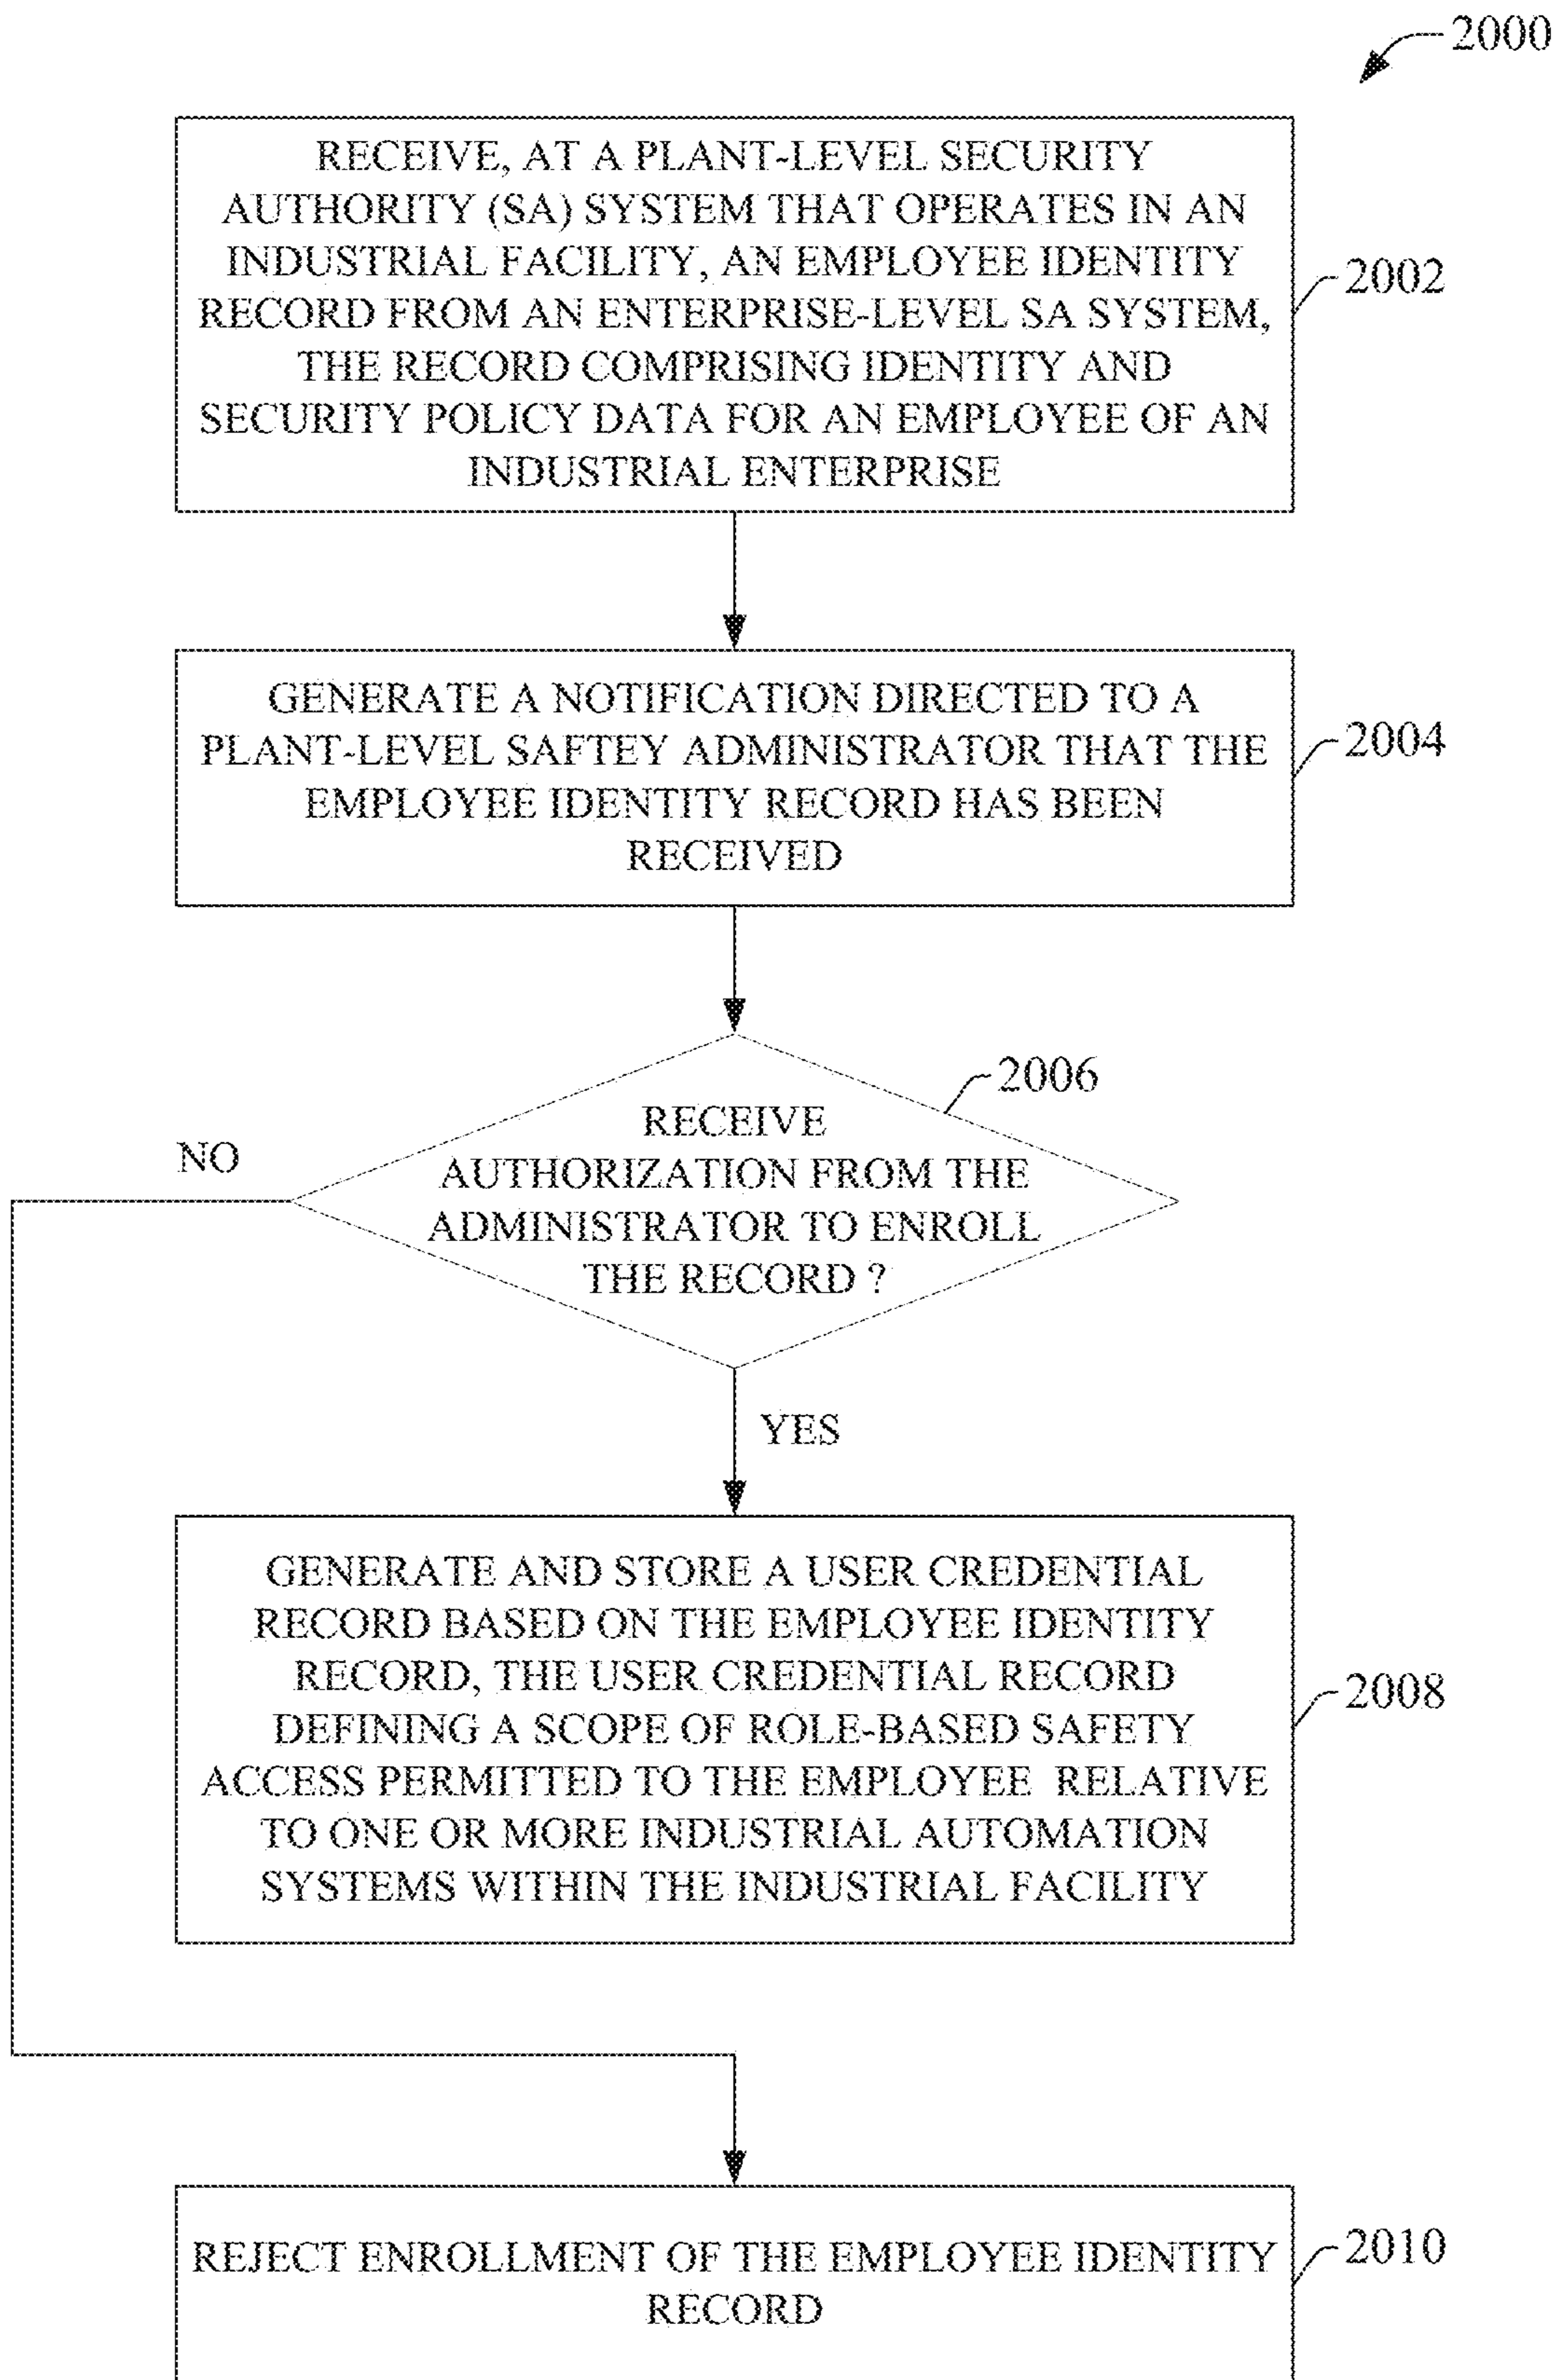 2000
RECEIVE, AT A PLANT-LEVEL SECURITY
AUTHORITY (SA) SYSTEM THAT OPERATES IN AN
INDUSTRIAL FACILITY, AN EMPLOYEE IDENTITY
RECORD FROM AN ENTERPRISE-LEVEL SA SYSTEM,
THE RECORD COMPRISING IDENTITY AND
SECURITY POLICY DATA FOR AN EMPLOYEE OF AN
INDUSTRIAL ENTERPRISE
2002
GENERATE A NOTIFICATION DIRECTED TO A
PLANT-LEVEL SAFTEY ADMINISTRATOR THAT THE
EMPLOYEE IDENTITY RECORD HAS BEEN
RECEIVED
2004
2006
RECEIVE
AUTHORIZATION FROM THE
ADMINISTRATOR TO ENROLL
THE RECORD ?
NO
YES
GENERATE AND STORE A USER CREDENTIAL
RECORD BASED ON THE EMPLOYEE IDENTITY
RECORD, THE USER CREDENTIAL RECORD
DEFINING A SCOPE OF ROLE-BASED SAFETY
ACCESS PERMITTED TO THE EMPLOYEE RELATIVE
TO ONE OR MORE INDUSTRIAL AUTOMATION
SYSTEMS WITHIN THE INDUSTRIAL FACILITY
2008
REJECT ENROLLMENT OF THE EMPLOYEE IDENTITY
RECORD
2010